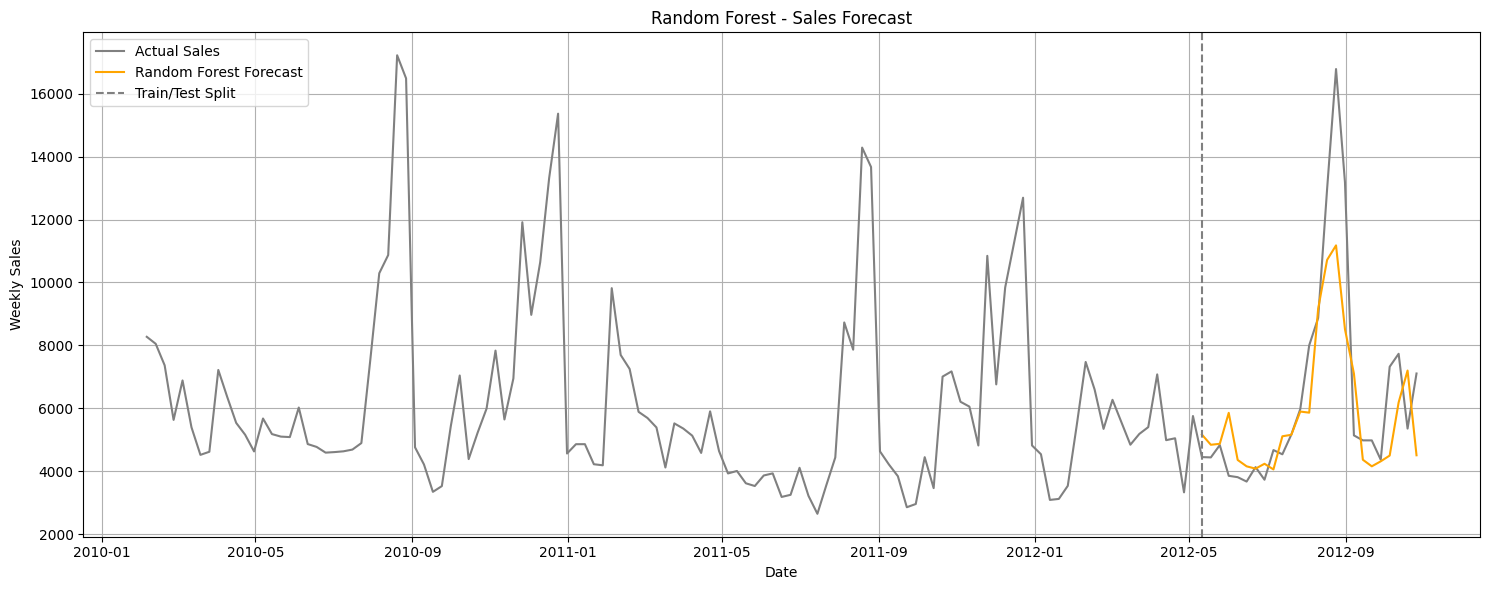 Random Forest - Sales Forecast
Actual Sales
Random Forest Forecast
Train/Test Split
Weekly Sales
16000
14000
12000
10000
8000
6000
4000
2000
2010-01
2010-05
2010-09
2011-01
2011-05
2011-09
2012-01
2012-05
2012-09
Date